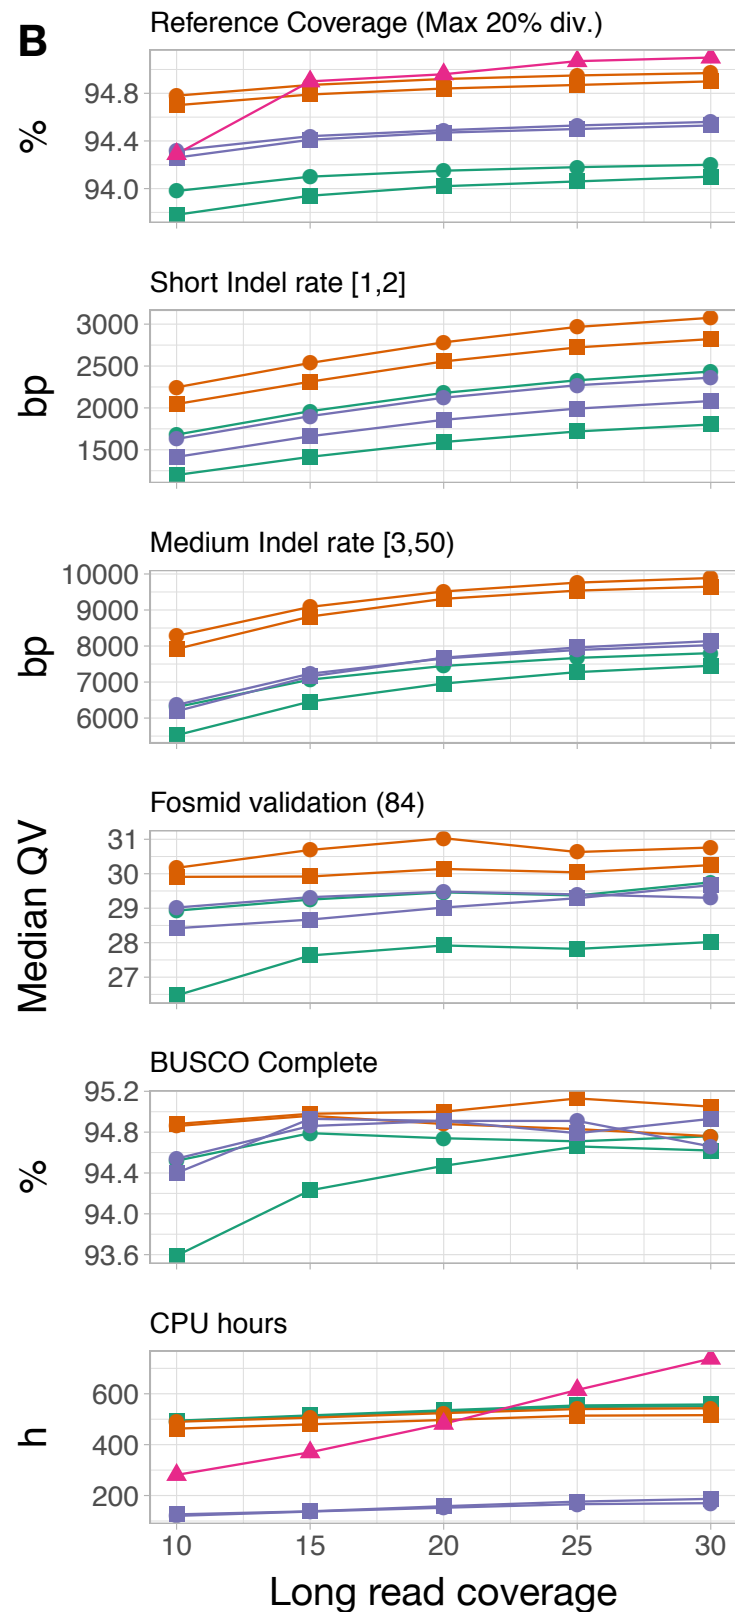 B
Reference Coverage (Max 20% div.)
%
94.8
94.4
94.0
Short Indel rate [1,2]
bp
3000
2500
2000
1500
Medium Indel rate [3,50)
bp
10000
9000
8000
7000
6000
Fosmid validation (84)
Median QV
31
30
29
28
27
BUSCO Complete
%
95.2
94.8
94.4
94.0
93.6
CPU hours
h
600
400
200
10 15 20 25 30
Long read coverage